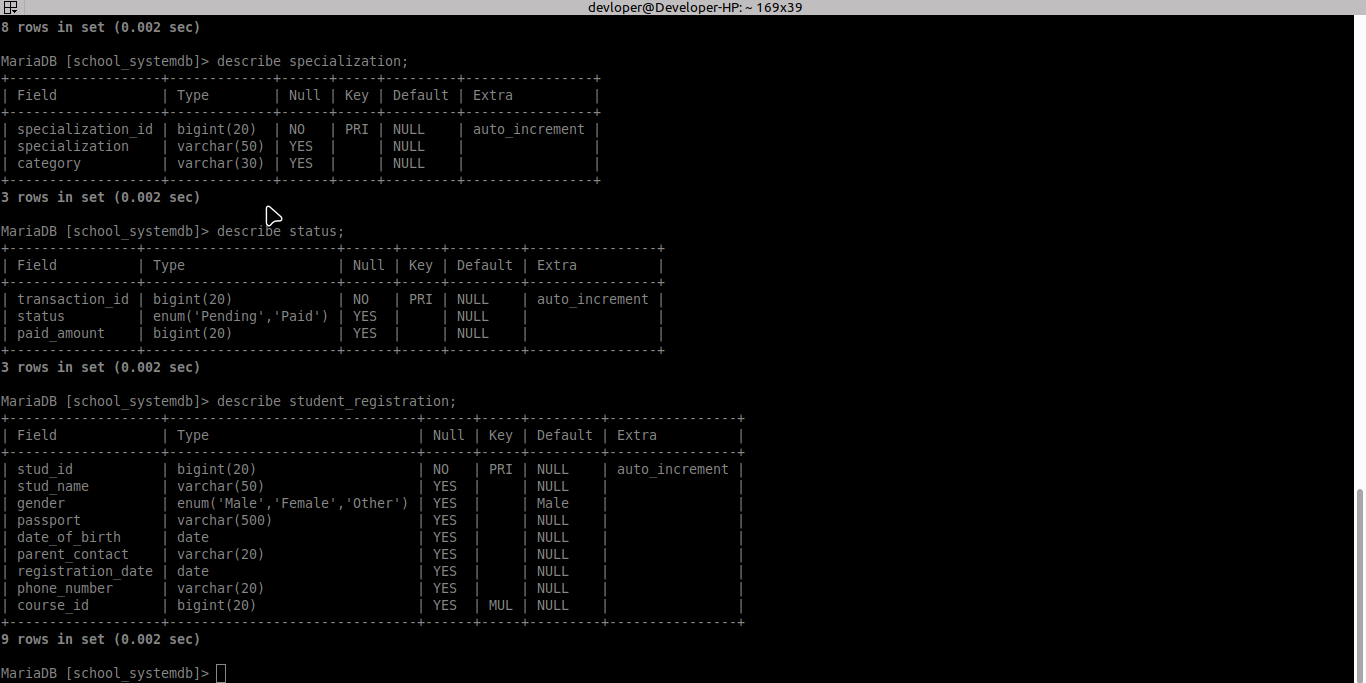 devloper@Developer-HP: ~ 169x39
8 rows in set (0.002 sec)

MariaDB [school_systemdb]> describe specialization;
+-------------------+-------------+------+-----+---------+----------------+
| Field             | Type        | Null | Key | Default | Extra          |
+-------------------+-------------+------+-----+---------+----------------+
| specialization_id | bigint(20)  | NO   | PRI | NULL    | auto_increment |
| specialization    | varchar(50) | YES  |     | NULL    |                |
| category          | varchar(30) | YES  |     | NULL    |                |
+-------------------+-------------+------+-----+---------+----------------+
3 rows in set (0.002 sec)

MariaDB [school_systemdb]> describe status;
+----------------+------------------------+------+-----+---------+----------------+
| Field          | Type                   | Null | Key | Default | Extra          |
+----------------+------------------------+------+-----+---------+----------------+
| transaction_id | bigint(20)             | NO   | PRI | NULL    | auto_increment |
| status         | enum('Pending','Paid') | YES  |     | NULL    |                |
| paid_amount    | bigint(20)             | YES  |     | NULL    |                |
+----------------+------------------------+------+-----+---------+----------------+
3 rows in set (0.002 sec)

MariaDB [school_systemdb]> describe student_registration;
+-------------------+-------------------------------+------+-----+---------+----------------+
| Field             | Type                          | Null | Key | Default | Extra          |
+-------------------+-------------------------------+------+-----+---------+----------------+
| stud_id           | bigint(20)                    | NO   | PRI | NULL    | auto_increment |
| stud_name         | varchar(50)                   | YES  |     | NULL    |                |
| gender            | enum('Male','Female','Other') | YES  |     | Male    |                |
| passport          | varchar(500)                  | YES  |     | NULL    |                |
| date_of_birth     | date                          | YES  |     | NULL    |                |
| parent_contact    | varchar(20)                   | YES  |     | NULL    |                |
| registration_date | date                          | YES  |     | NULL    |                |
| phone_number      | varchar(20)                   | YES  |     | NULL    |                |
| course_id         | bigint(20)                    | YES  | MUL | NULL    |                |
+-------------------+-------------------------------+------+-----+---------+----------------+
9 rows in set (0.002 sec)

MariaDB [school_systemdb]>